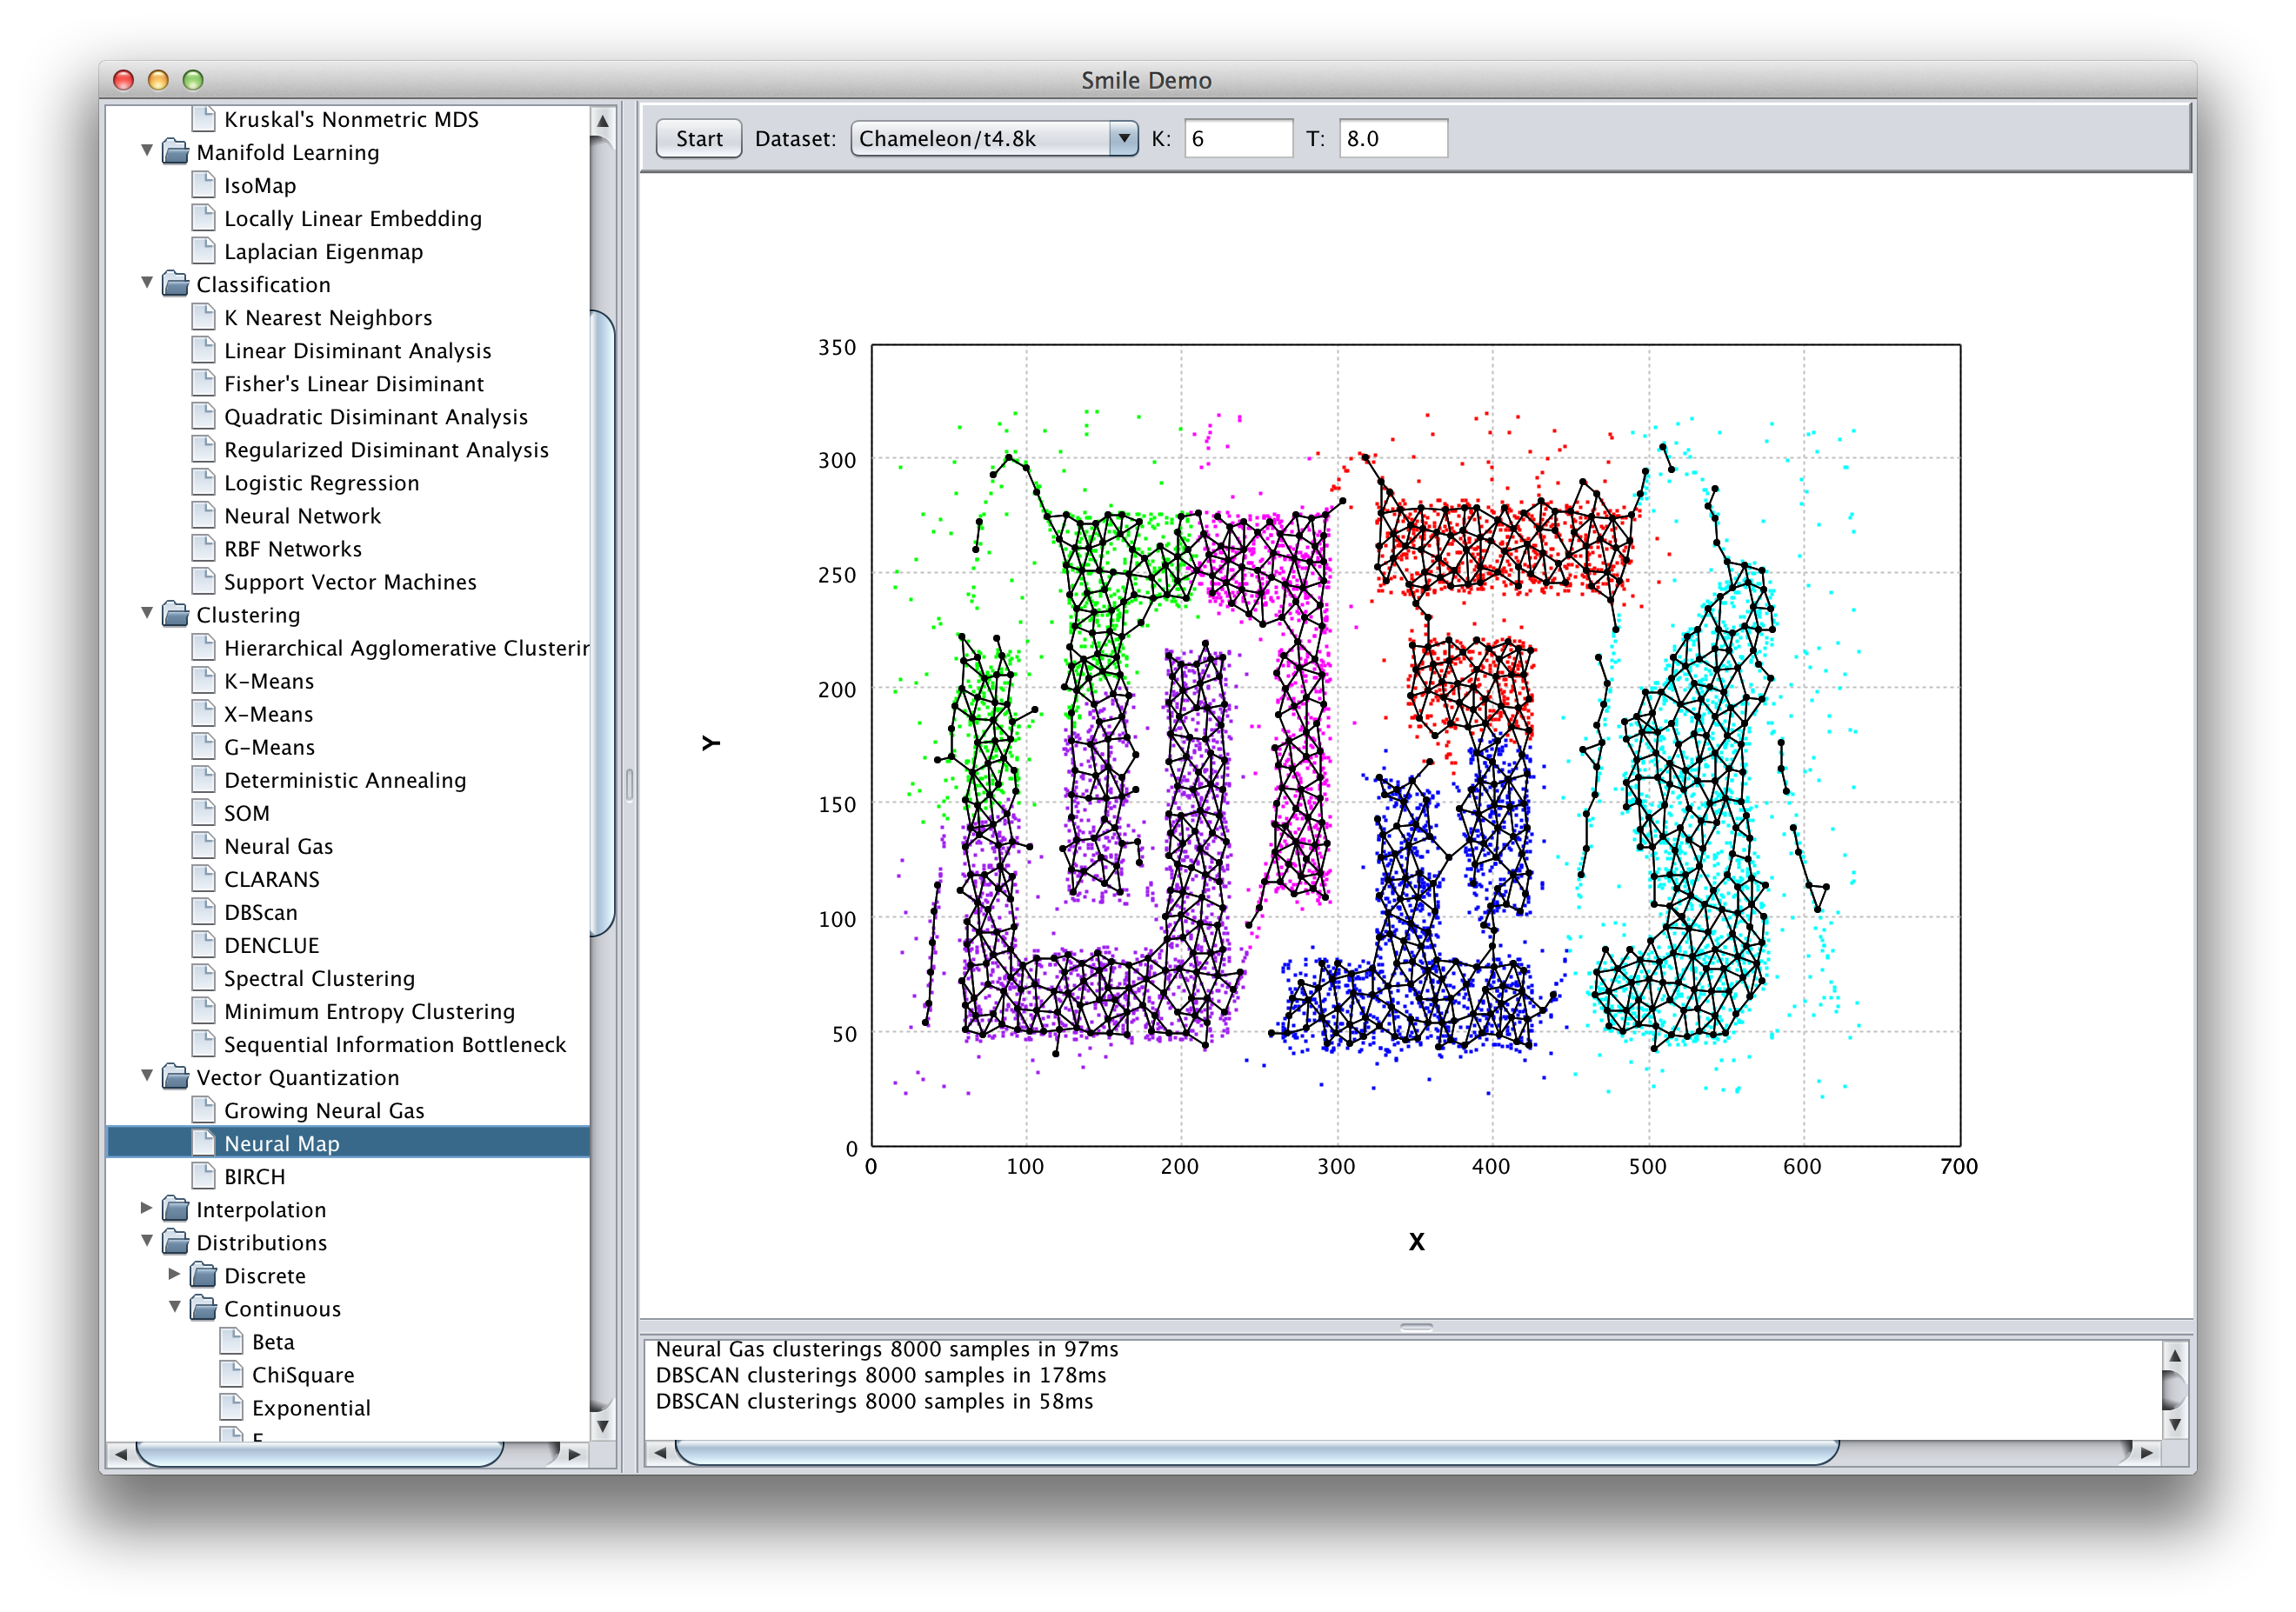 Smile Demo
Kruskal's Nonmetric MDS
Manifold Learning
IsoMap
Locally Linear Embedding
Laplacian Eigenmap
Classification
K Nearest Neighbors
Linear Disiminant Analysis
Fisher's Linear Disiminant
Quadratic Disiminant Analysis
Regularized Disiminant Analysis
Logistic Regression
Neural Network
RBF Networks
Support Vector Machines
Clustering
Hierarchical Agglomerative Clusterin
K-Means
X-Means
G-Means
Deterministic Annealing
SOM
Neural Gas
CLARANS
DBScan
DENCLUE
Spectral Clustering
Minimum Entropy Clustering
Sequential Information Bottleneck
Vector Quantization
Growing Neural Gas
Neural Map
BIRCH
Interpolation
Distributions
Discrete
Continuous
Beta
ChiSquare
Exponential
Start Dataset: Chameleon/t4.8k K: 6 T: 8.0
350
300
250
200
150
100
50
0
Y
0 100 200 300 400 500 600 700
X
Neural Gas clusterings 8000 samples in 97ms
DBSCAN clusterings 8000 samples in 178ms
DBSCAN clusterings 8000 samples in 58ms